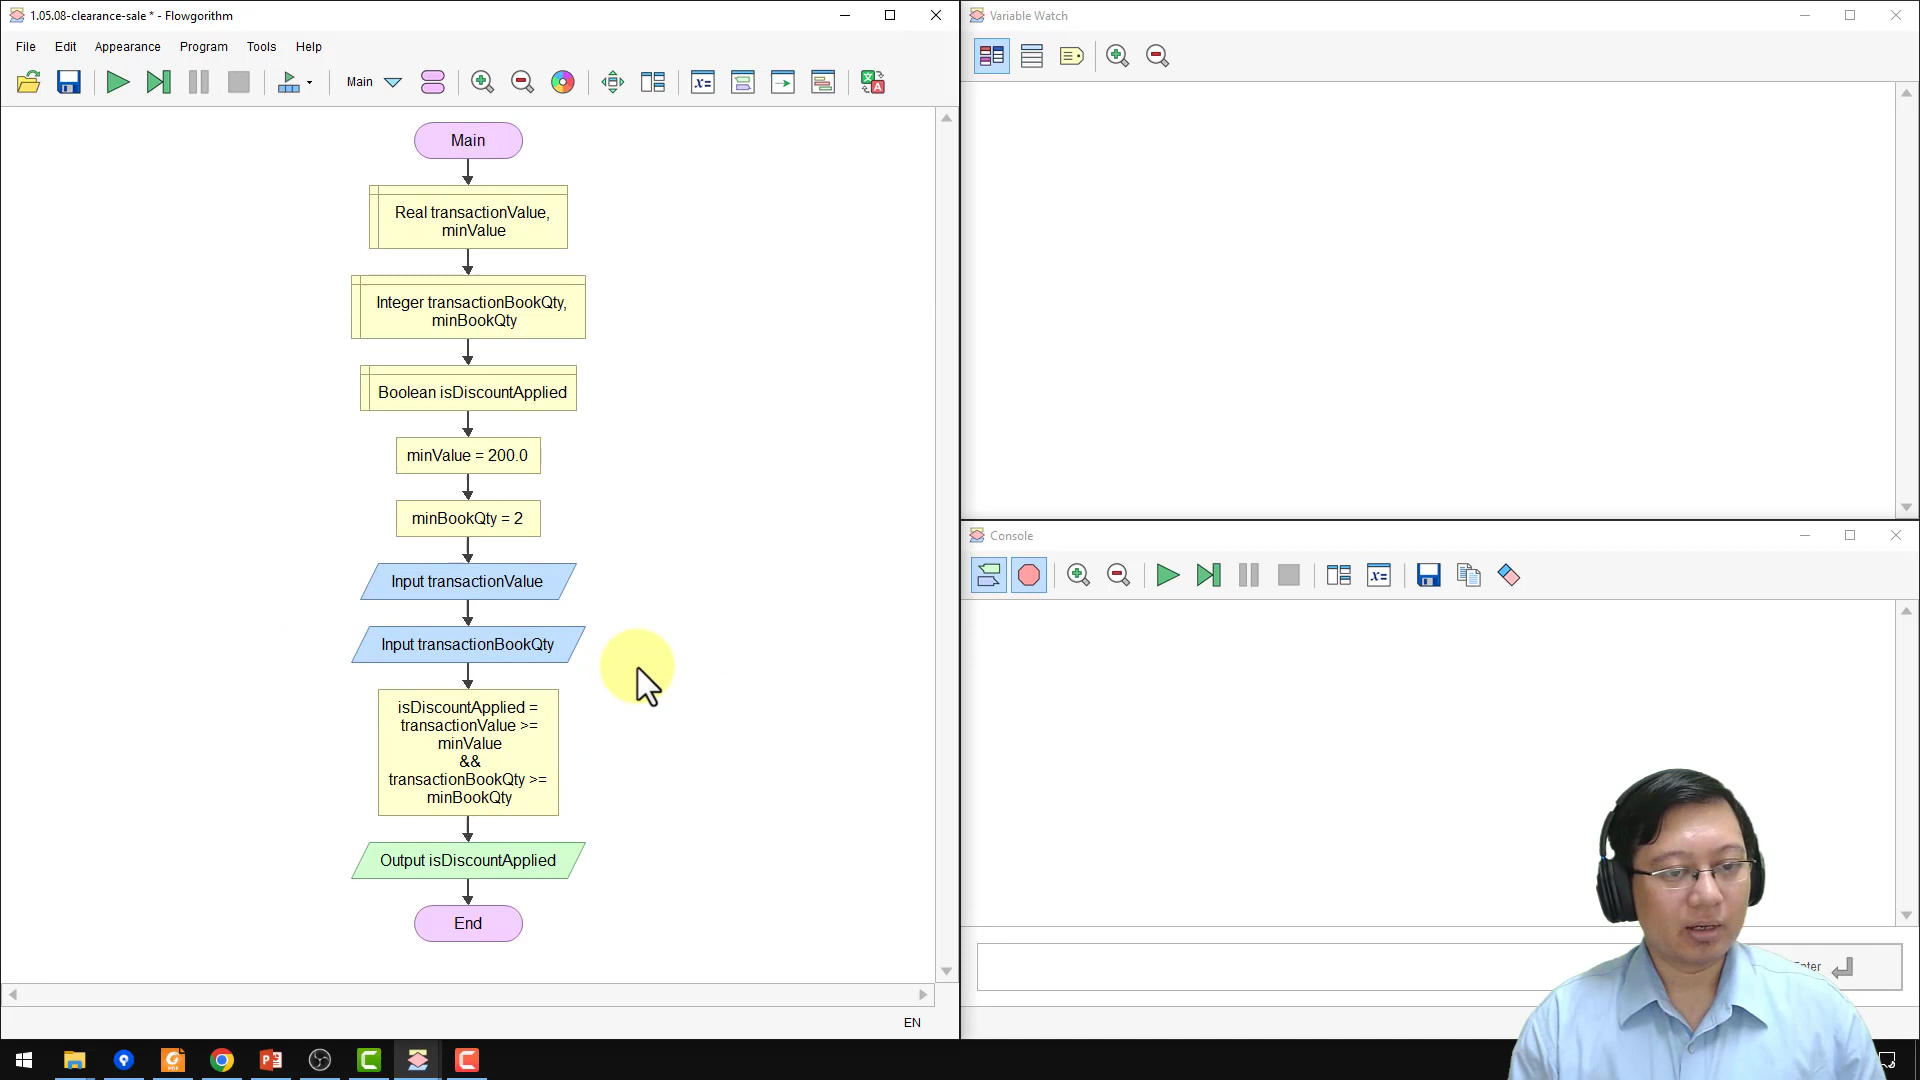 1.05.08-clearance-sale * - Flowgorithm
File Edit Appearance Program Tools Help
Main
Main
Real transactionValue,
minValue
Integer transactionBookQty,
minBookQty
Boolean isDiscountApplied
minValue = 200.0
minBookQty = 2
Input transactionValue
Input transactionBookQty
isDiscountApplied =
transactionValue >=
minValue
&&
transactionBookQty >=
minBookQty
Output isDiscountApplied
End
EN
Variable Watch
Console